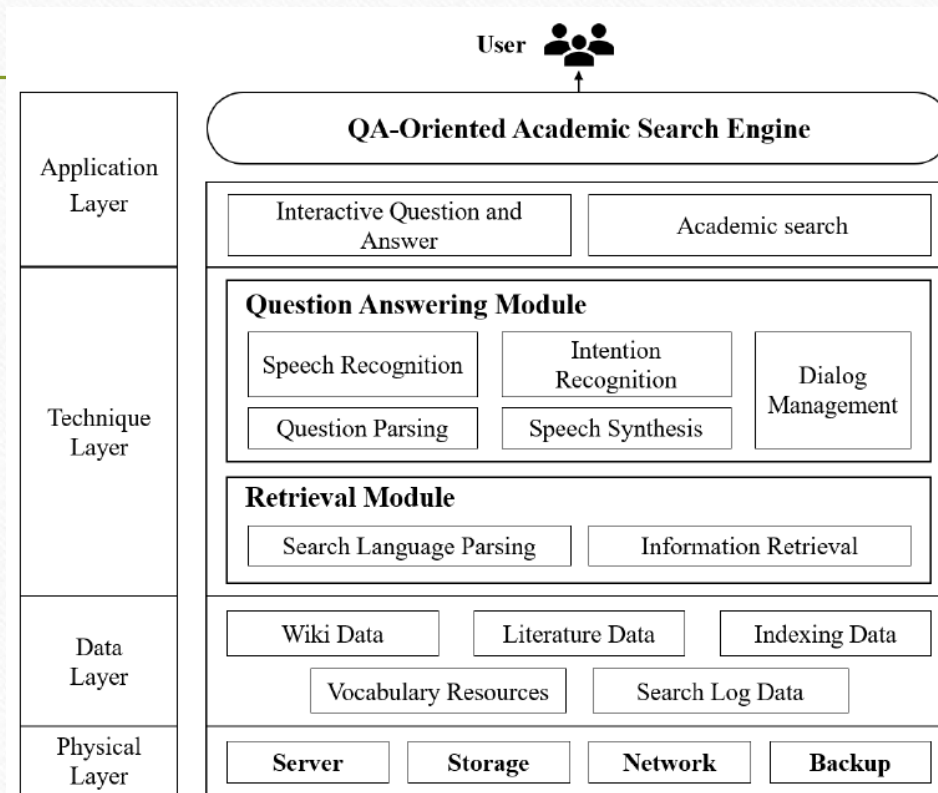 User
QA-Oriented Academic Search Engine
Application
Layer
Interactive Question and
Answer
Academic search
Technique
Layer
Question Answering Module
Speech Recognition
Intention
Recognition
Dialog
Management
Question Parsing
Speech Synthesis
Retrieval Module
Search Language Parsing
Information Retrieval
Data
Layer
Wiki Data
Literature Data
Indexing Data
Vocabulary Resources
Search Log Data
Physical
Layer
Server
Storage
Network
Backup